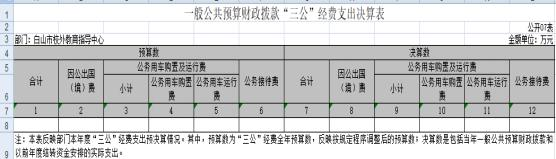 1
一般公共预算财政拨款“三公”经费支出决算表
2
公开07表
3 部门：白山市校外教育指导中心 金额单位：万元
4 预算数 决算数
5 合计 因公出国（境）费 公务用车购置及运行费 公务接待费 合计 因公出国（境）费 公务用车购置及运行费 公务接待费
6 小计 公务用车购置费 公务用车运行费 小计 公务用车购置费 公务用车运行费
7 1 2 3 4 5 6 7 8 9 10 11 12
8
注：本表反映部门本年度“三公”经费支出预决算情况。其中，预算数为“三公”经费全年预算数，反映按规定程序调整后的预算数；决算数是包括当年一般公共预算财政拨款和
9 以前年度结转资金安排的实际支出。